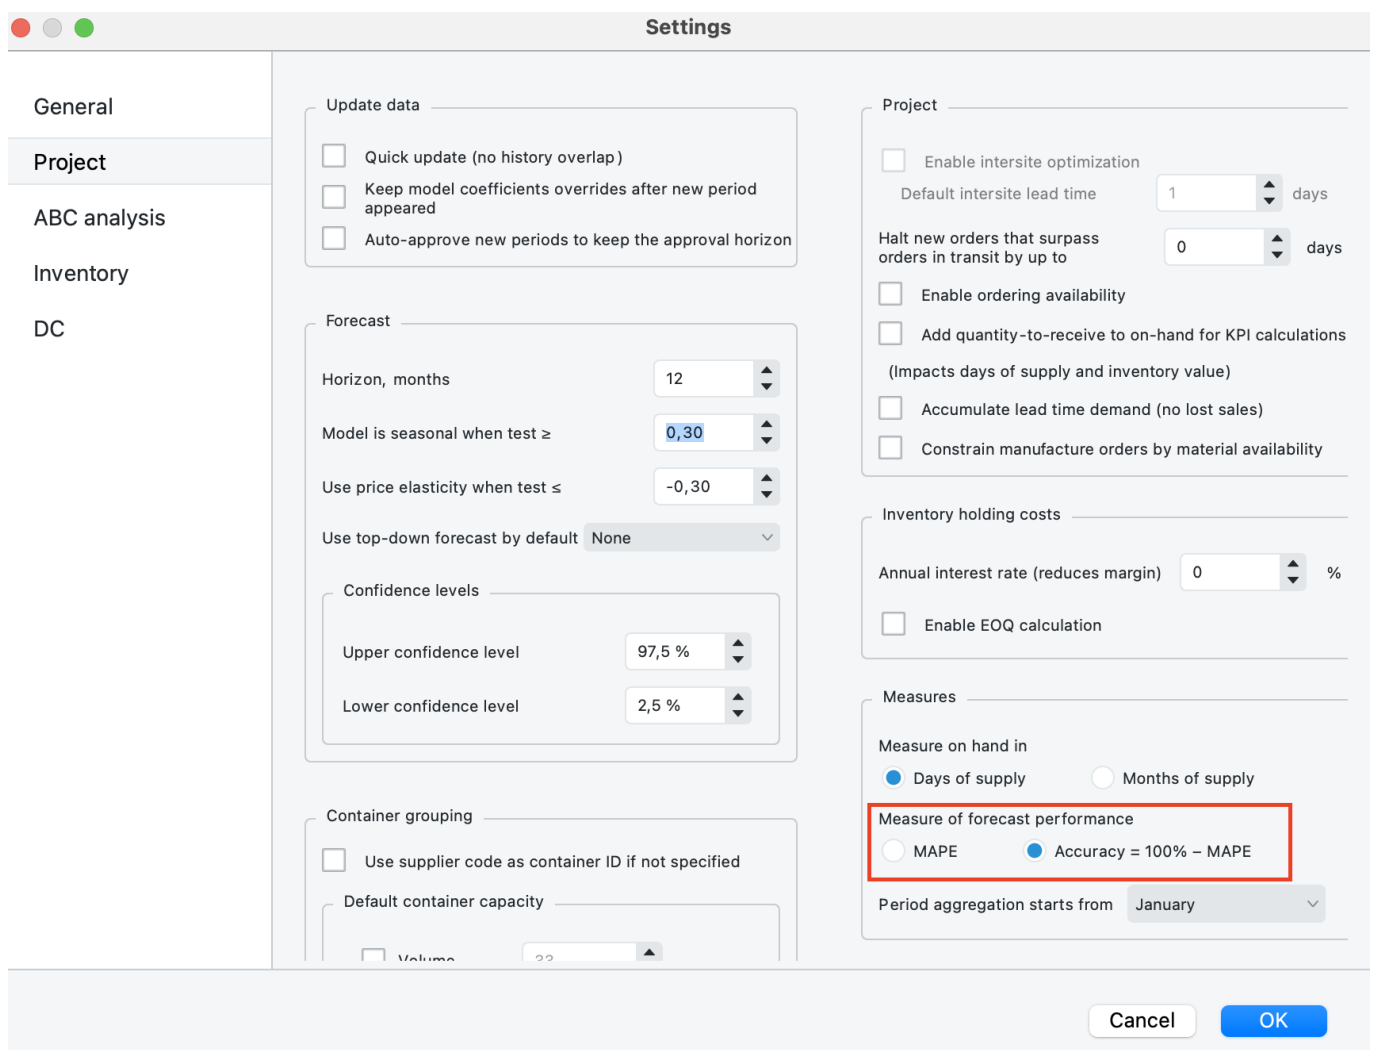 Settings
General
Project
ABC analysis
Inventory
DC
Update data
Quick update (no history overlap)
Keep model coefficients overrides after new period
appeared
Auto-approve new periods to keep the approval horizon
Forecast
Horizon, months 12
Model is seasonal when test ≥ 0,30
Use price elasticity when test ≤ -0,30
Use top-down forecast by default None
Confidence levels
Upper confidence level 97,5 %
Lower confidence level 2,5 %
Container grouping
Use supplier code as container ID if not specified
Default container capacity
Volume 33
Project
Enable intersite optimization
Default intersite lead time 1 days
Halt new orders that surpass
orders in transit by up to 0 days
Enable ordering availability
Add quantity-to-receive to on-hand for KPI calculations
(Impacts days of supply and inventory value)
Accumulate lead time demand (no lost sales)
Constrain manufacture orders by material availability
Inventory holding costs
Annual interest rate (reduces margin) 0 %
Enable EOQ calculation
Measures
Measure on hand in
Days of supply Months of supply
Measure of forecast performance
MAPE Accuracy = 100% – MAPE
Period aggregation starts from January
Cancel OK